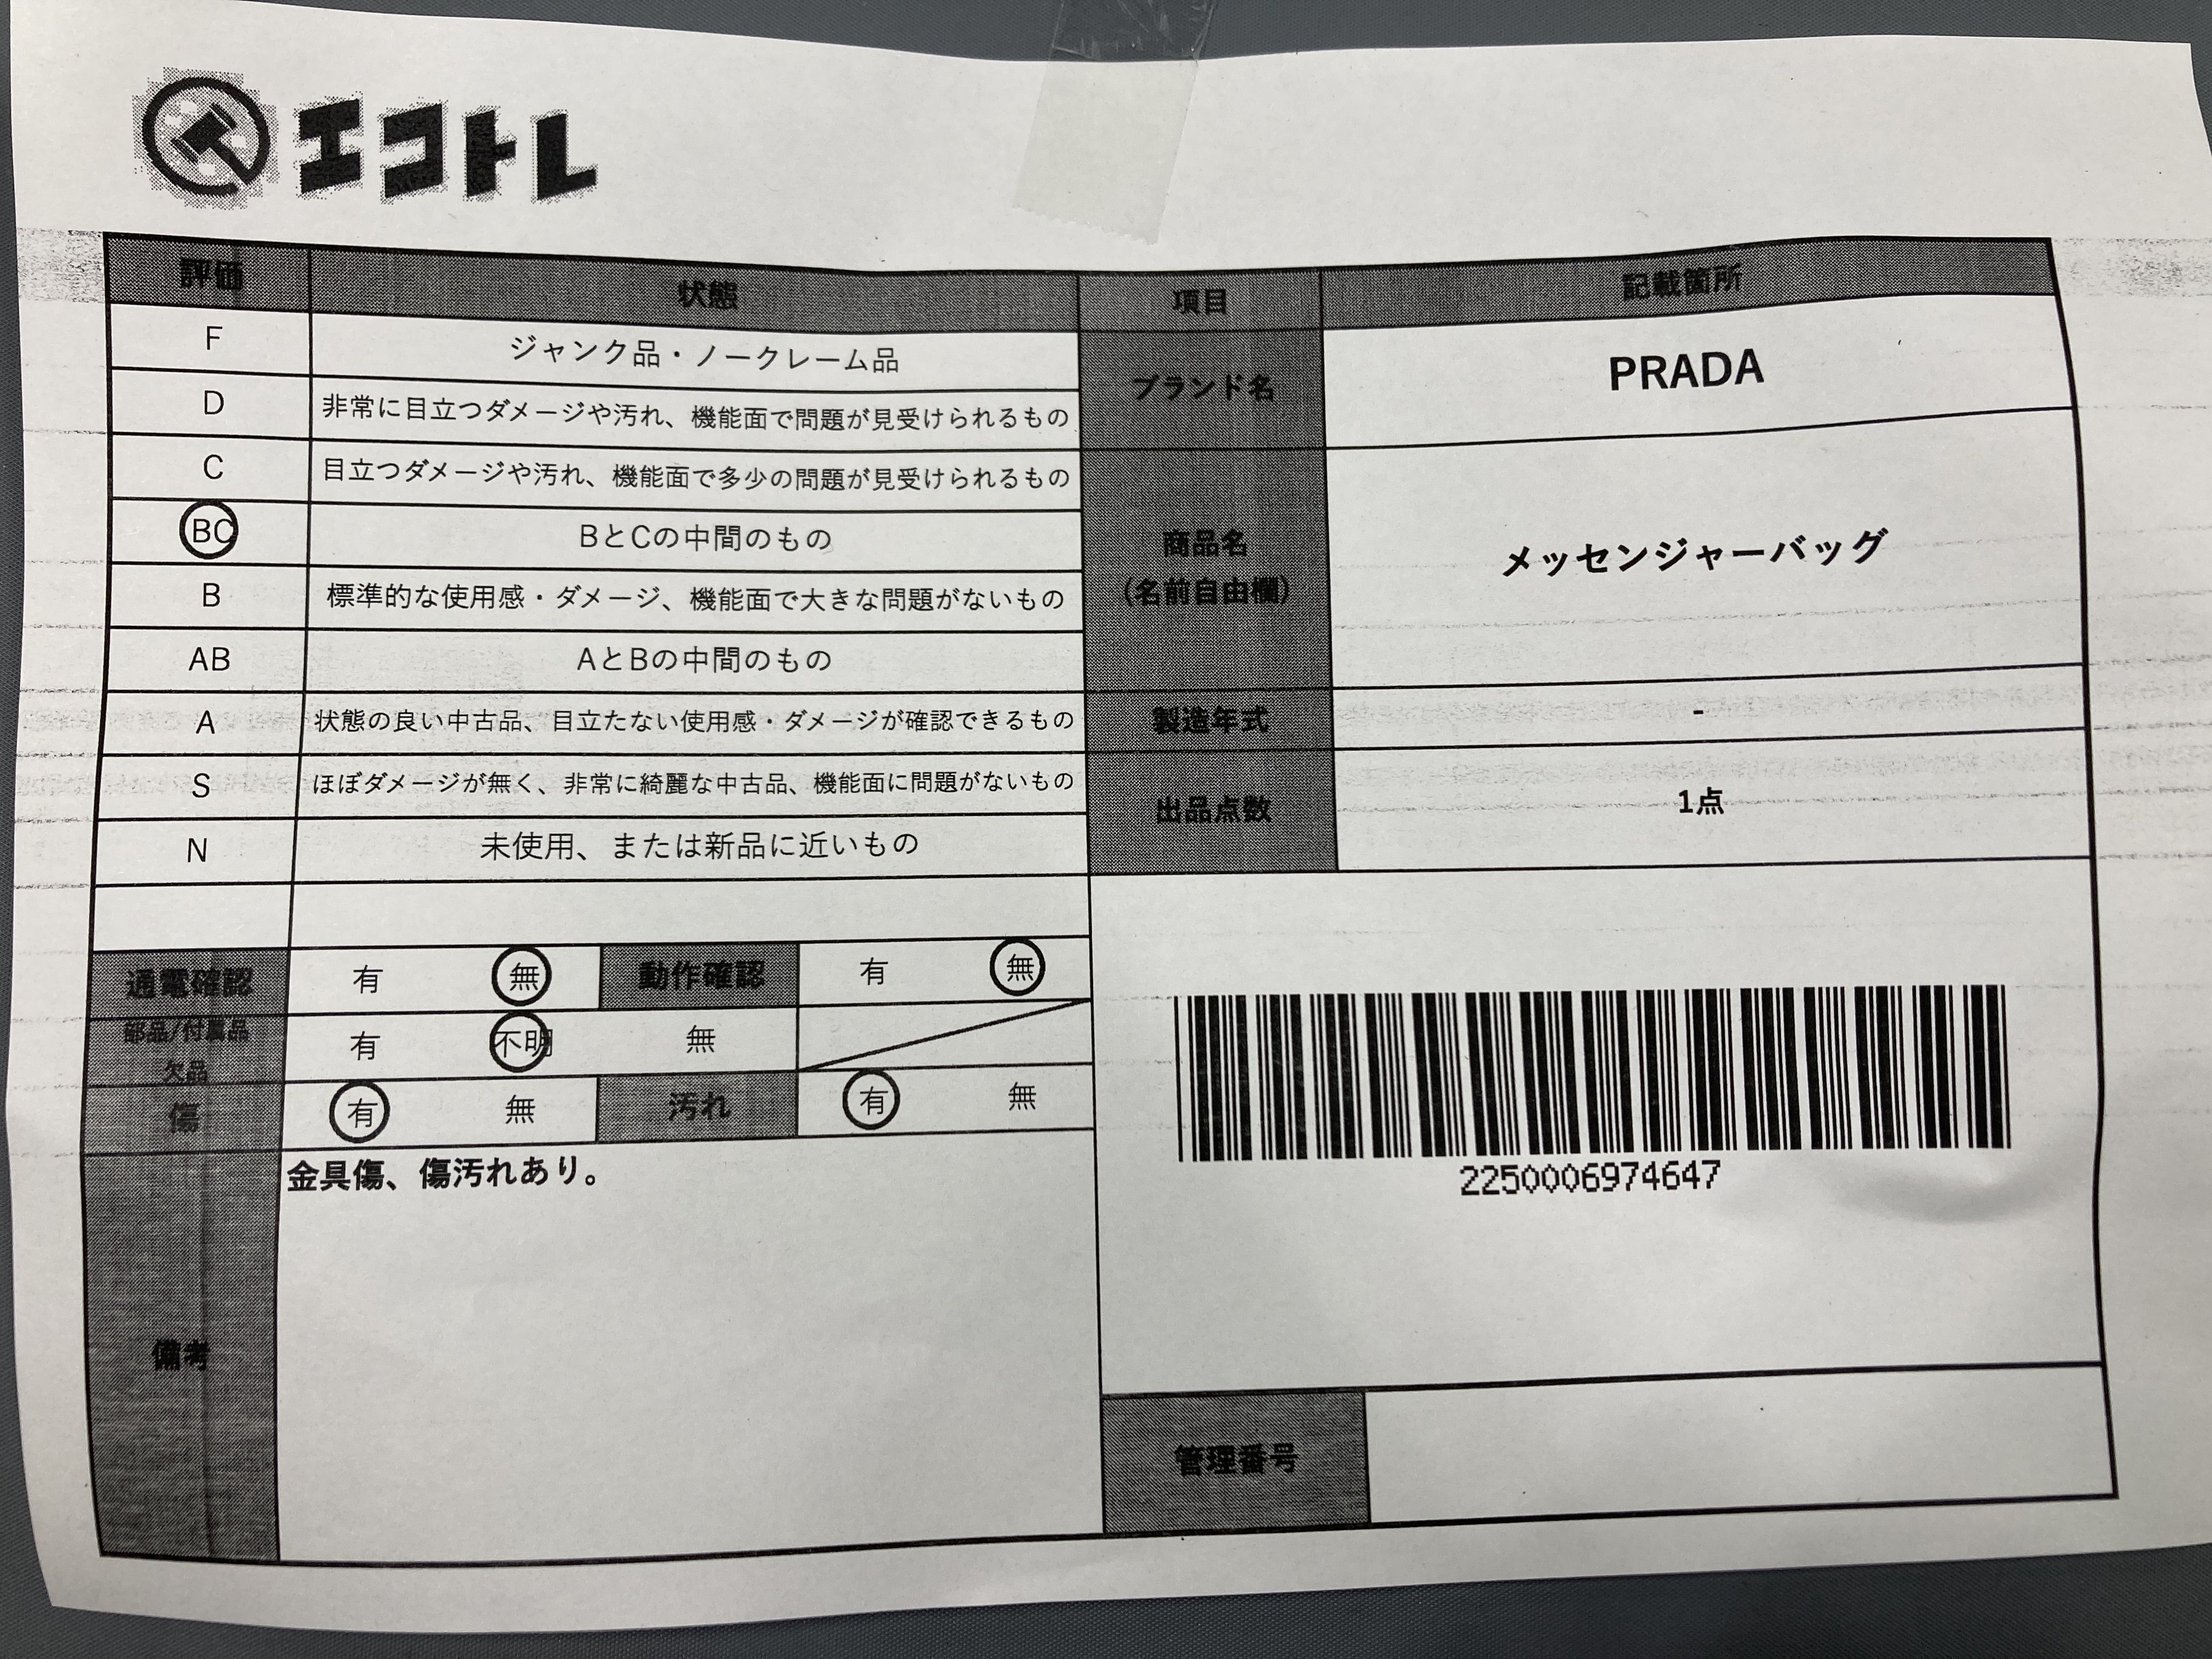 エコトレ
評価 状態 項目 記載箇所
F ジャンク品・ノークレーム品
D 非常に目立つダメージや汚れ、機能面で問題が見受けられるもの
ブランド名 PRADA
C 目立つダメージや汚れ、機能面で多少の問題が見受けられるもの
BC BとCの中間のもの
B 標準的な使用感・ダメージ、機能面で大きな問題がないもの
商品名
(名前自由欄)
メッセンジャーバッグ
AB AとBの中間のもの
A 状態の良い中古品、目立たない使用感・ダメージが確認できるもの
製造年式 -
S ほぼダメージが無く、非常に綺麗な中古品、機能面に問題がないもの
出品点数 1点
N 未使用、または新品に近いもの
通電確認 有 無 動作確認 有 無
部品/付属品
欠品
有 不明 無
傷 有 無 汚れ 有 無
備考
金具傷、傷汚れあり。
2250006974647
管理番号